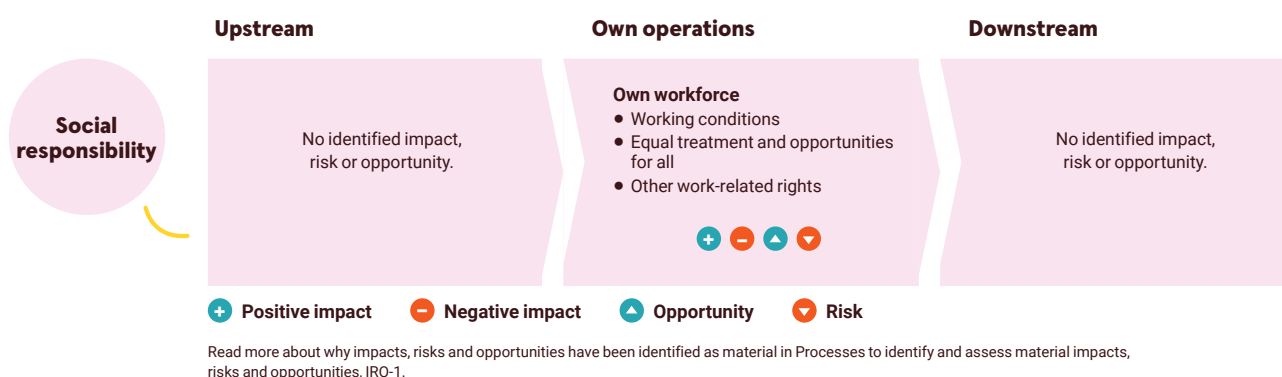 Upstream
Own operations
Downstream
Social
responsibility
No identified impact,
risk or opportunity.
Own workforce
● Working conditions
● Equal treatment and opportunities
for all
● Other work-related rights
No identified impact,
risk or opportunity.
Positive impact
Negative impact
Opportunity
Risk
Read more about why impacts, risks and opportunities have been identified as material in Processes to identify and assess material impacts,
risks and opportunities, IRO-1.